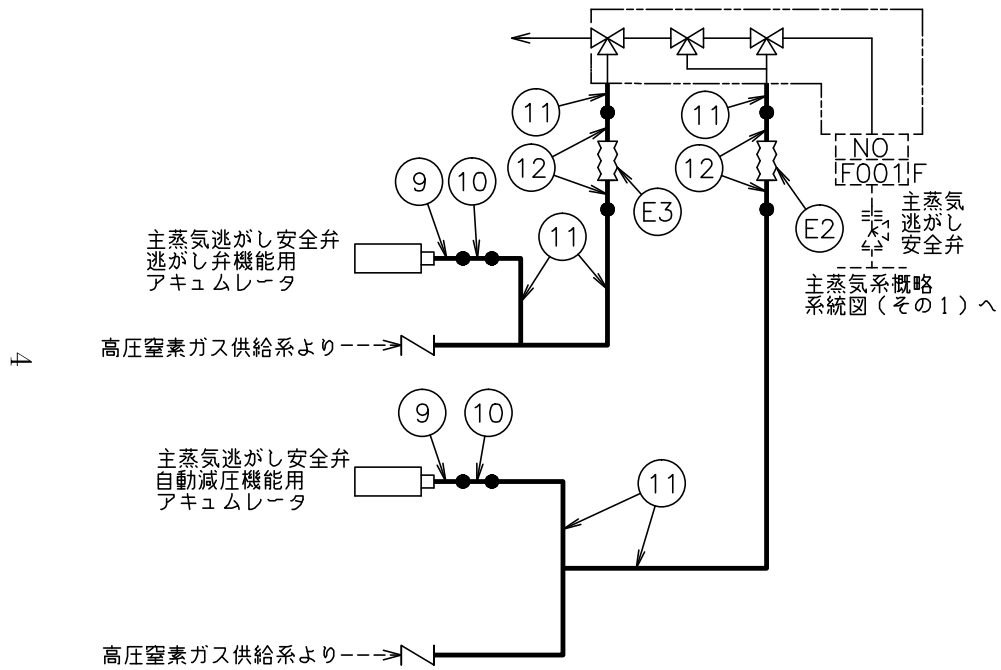 11
11
12
12
NO
F001 F
9
10
E3
E2
主蒸気
逃がし
安全弁
11
主蒸気逃がし安全弁
逃がし弁機能用
アキュムレータ
主蒸気系概略
系統図(その1)へ
高圧窒素ガス供給系より
4
9
10
主蒸気逃がし安全弁
自動減圧機能用
アキュムレータ
11
高圧窒素ガス供給系より